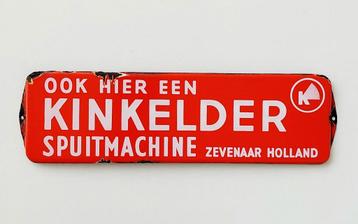 OOK HIER EEN
K
KINKELDER
SPUITMACHINE ZEVENAAR HOLLAND